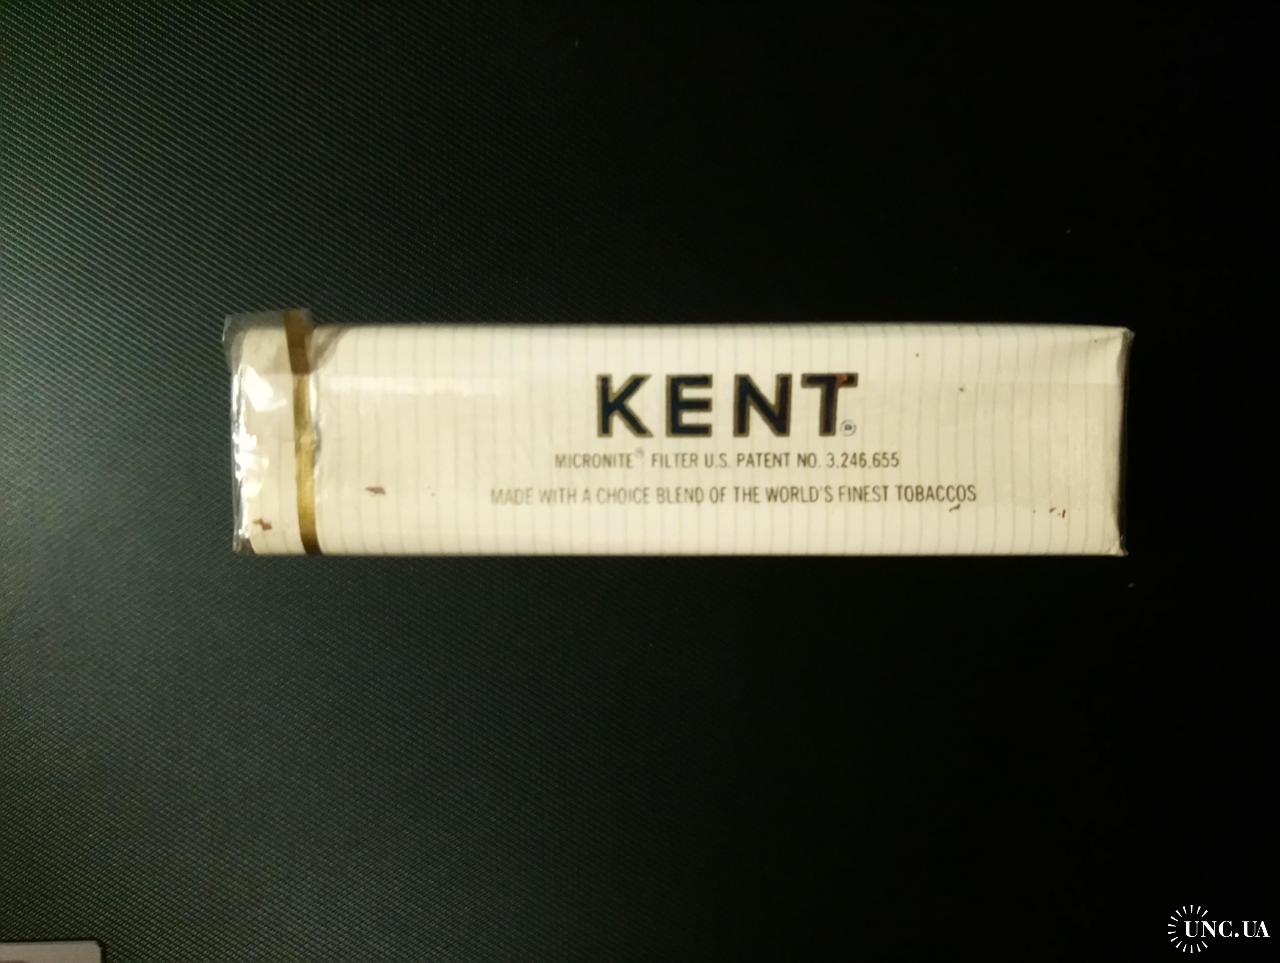 KENT®
MICRONITE® FILTER U.S. PATENT NO. 3,246,655
MADE WITH A CHOICE BLEND OF THE WORLD'S FINEST TOBACCOS
UNC.UA